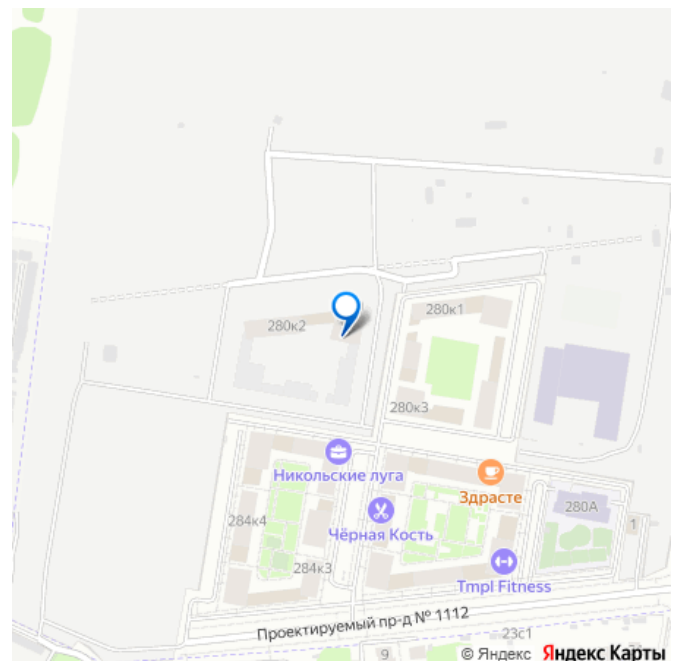 280к1
280к2
280к3
Никольские луга
Здрасте
284к4
Чёрная Кость
280А
1
284к3
Tmpl Fitness
Проектируемый пр-д № 1112
23с1
9
© Яндекс Яндекс Карты